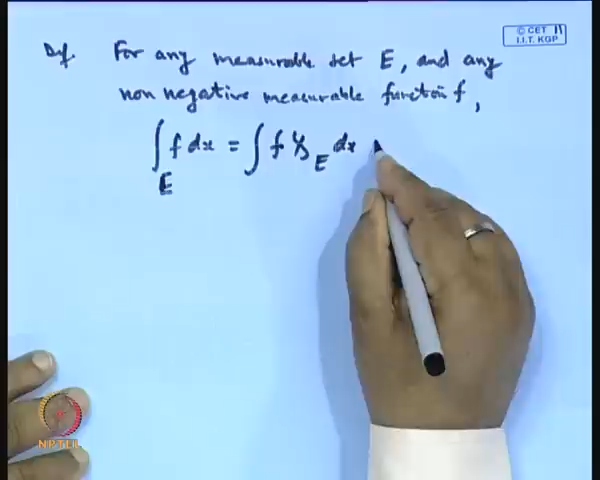 © CET
I.I.T. KGP
Def For any measurable set E, and any
non negative measurable function f,
∫_E f dx = ∫ f χ_E dx
NPTEL